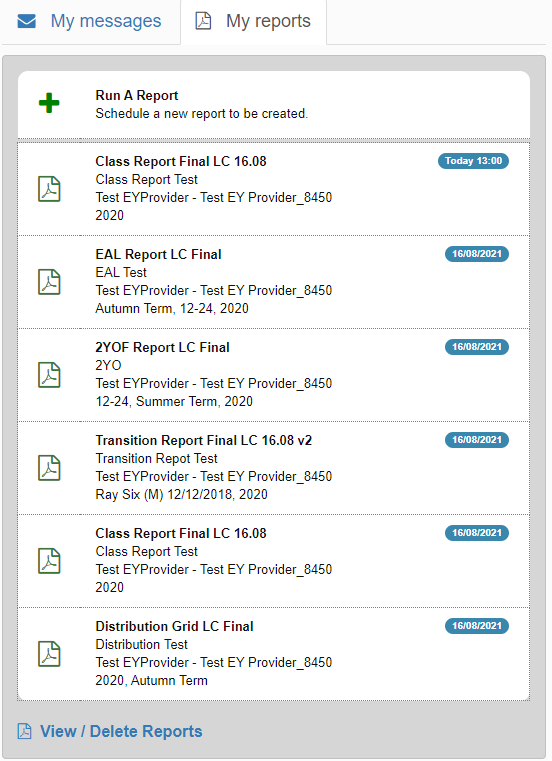 My messages
My reports
Run A Report
Schedule a new report to be created.
Class Report Final LC 16.08
Today 13:00
Class Report Test
Test EYProvider - Test EY Provider_8450
2020
EAL Report LC Final
16/08/2021
EAL Test
Test EYProvider - Test EY Provider_8450
Autumn Term, 12-24, 2020
2YOF Report LC Final
16/08/2021
2YO
Test EYProvider - Test EY Provider_8450
12-24, Summer Term, 2020
Transition Report Final LC 16.08 v2
16/08/2021
Transition Repot Test
Test EYProvider - Test EY Provider_8450
Ray Six (M) 12/12/2018, 2020
Class Report Final LC 16.08
16/08/2021
Class Report Test
Test EYProvider - Test EY Provider_8450
2020
Distribution Grid LC Final
16/08/2021
Distribution Test
Test EYProvider - Test EY Provider_8450
2020, Autumn Term
View / Delete Reports